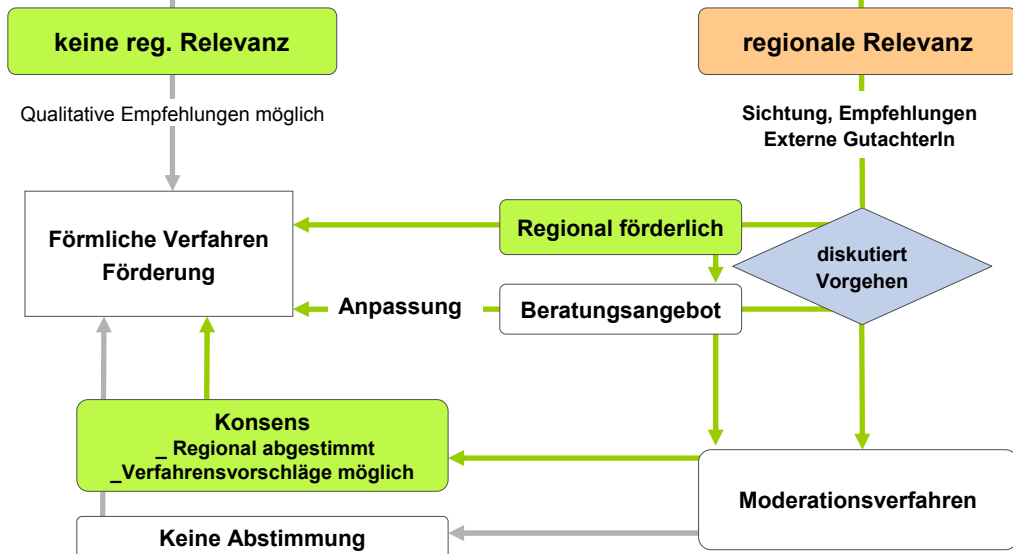 keine reg. Relevanz
regionale Relevanz
Qualitative Empfehlungen möglich
Sichtung, Empfehlungen
Externe GutachterIn
Förmliche Verfahren
Förderung
Regional förderlich
diskutiert
Vorgehen
Anpassung
Beratungsangebot
Konsens
_ Regional abgestimmt
_Verfahrensvorschläge möglich
Moderationsverfahren
Keine Abstimmung